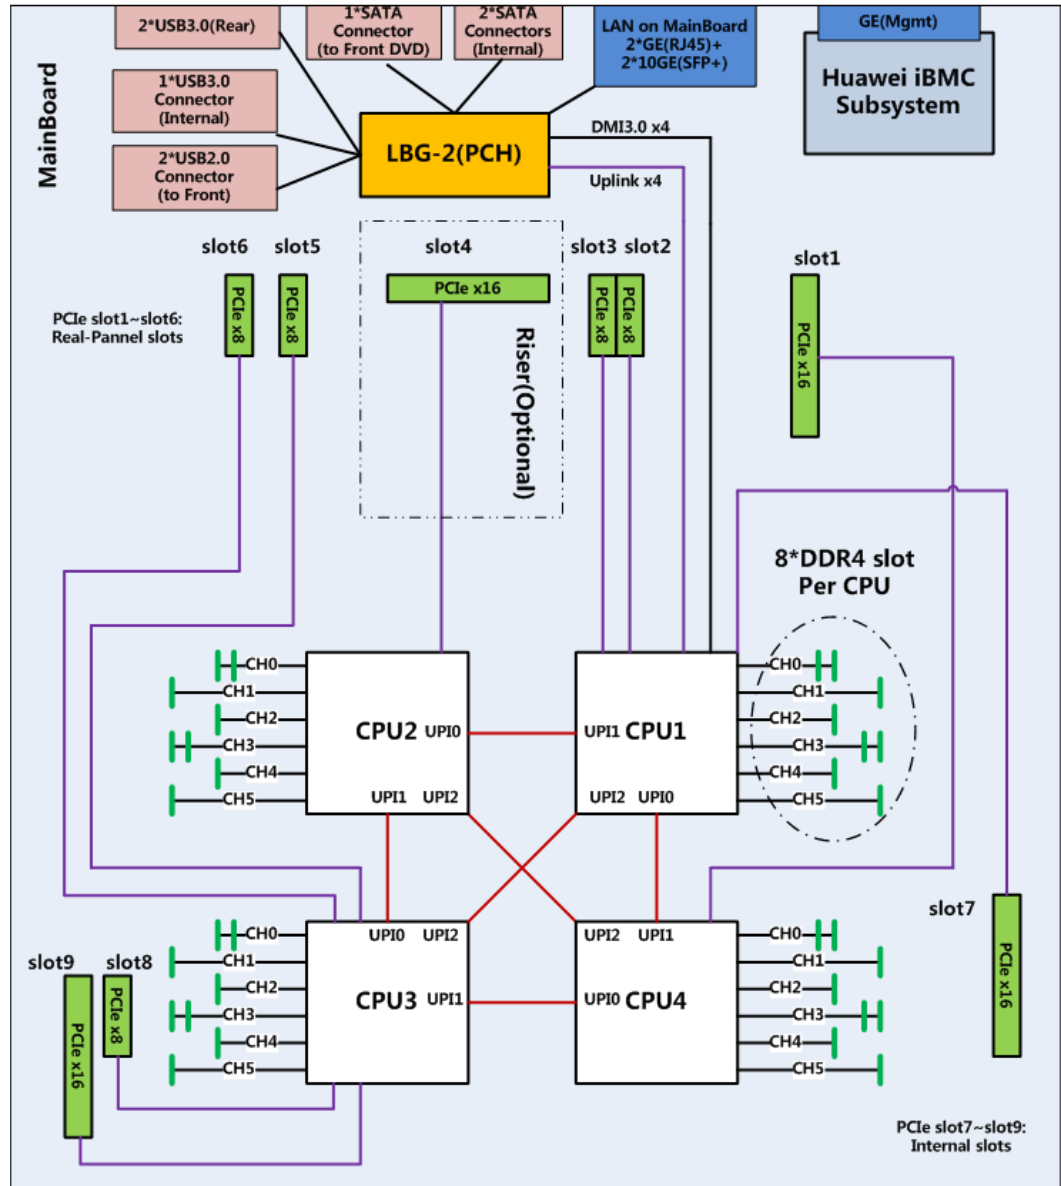 MainBoard
2*USB3.0(Rear)
1*SATA
Connector
(to Front DVD)
2*SATA
Connectors
(Internal)
LAN on MainBoard
2*GE(RJ45)+
2*10GE(SFP+)
GE(Mgmt)
Huawei iBMC
Subsystem
1*USB3.0
Connector
(Internal)
2*USB2.0
Connector
(to Front)
LBG-2(PCH)
DMI3.0 x4
Uplink x4
slot6
slot5
slot4
slot3
slot2
slot1
PCIe x8
PCIe x8
PCIe x16
PCIe x8
PCIe x8
PCIe x16
PCIe slot1~slot6:
Real-Pannel slots
Riser(Optional)
8*DDR4 slot
Per CPU
CH0
CH1
CH2
CH3
CH4
CH5
CPU2
UPI0
UPI1
UPI2
UPI1
CPU1
UPI2
UPI0
CH0
CH1
CH2
CH3
CH4
CH5
slot9
slot8
PCIe x16
PCIe x8
CH0
CH1
CH2
CH3
CH4
CH5
UPI0
UPI2
CPU3
UPI1
UPI2
UPI1
UPI0
CPU4
CH0
CH1
CH2
CH3
CH4
CH5
slot7
PCIe x16
PCIe slot7~slot9:
Internal slots